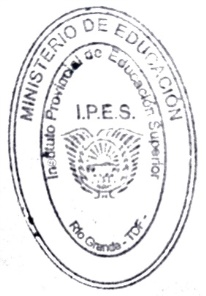 MINISTERIO DE EDUCACIÓN
Instituto Provincial de Educación Superior
I.P.E.S.
Río Grande - TDF -